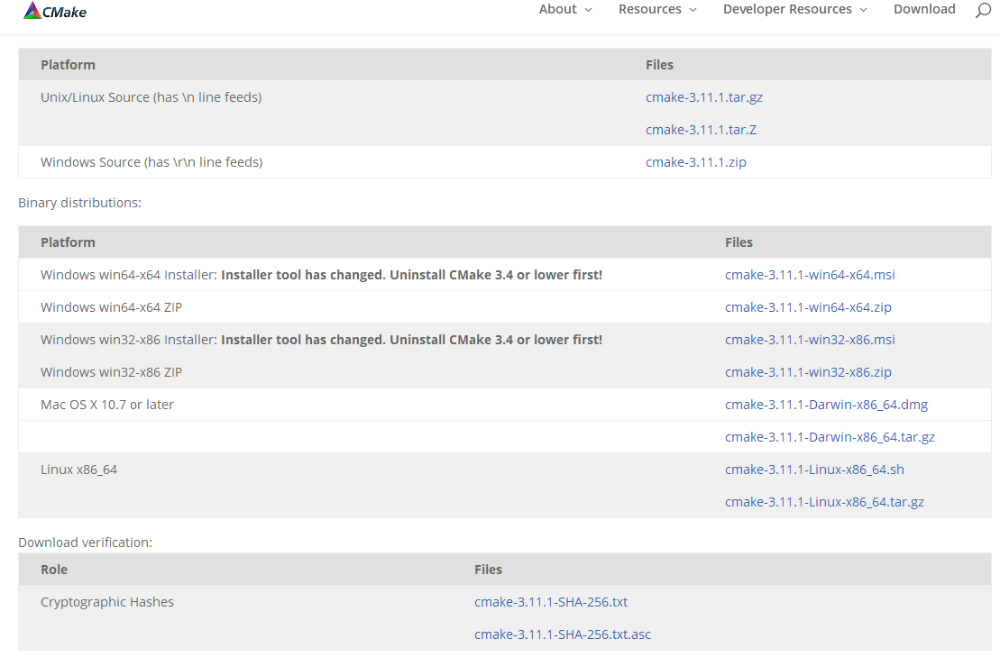 CMake
About
Resources
Developer Resources
Download
Platform Files
Unix/Linux Source (has \n line feeds) cmake-3.11.1.tar.gz
cmake-3.11.1.tar.Z
Windows Source (has \r\n line feeds) cmake-3.11.1.zip
Binary distributions:
Platform Files
Windows win64-x64 Installer: Installer tool has changed. Uninstall CMake 3.4 or lower first! cmake-3.11.1-win64-x64.msi
Windows win64-x64 ZIP cmake-3.11.1-win64-x64.zip
Windows win32-x86 Installer: Installer tool has changed. Uninstall CMake 3.4 or lower first! cmake-3.11.1-win32-x86.msi
Windows win32-x86 ZIP cmake-3.11.1-win32-x86.zip
Mac OS X 10.7 or later cmake-3.11.1-Darwin-x86_64.dmg
cmake-3.11.1-Darwin-x86_64.tar.gz
Linux x86_64 cmake-3.11.1-Linux-x86_64.sh
cmake-3.11.1-Linux-x86_64.tar.gz
Download verification:
Role Files
Cryptographic Hashes cmake-3.11.1-SHA-256.txt
cmake-3.11.1-SHA-256.txt.asc